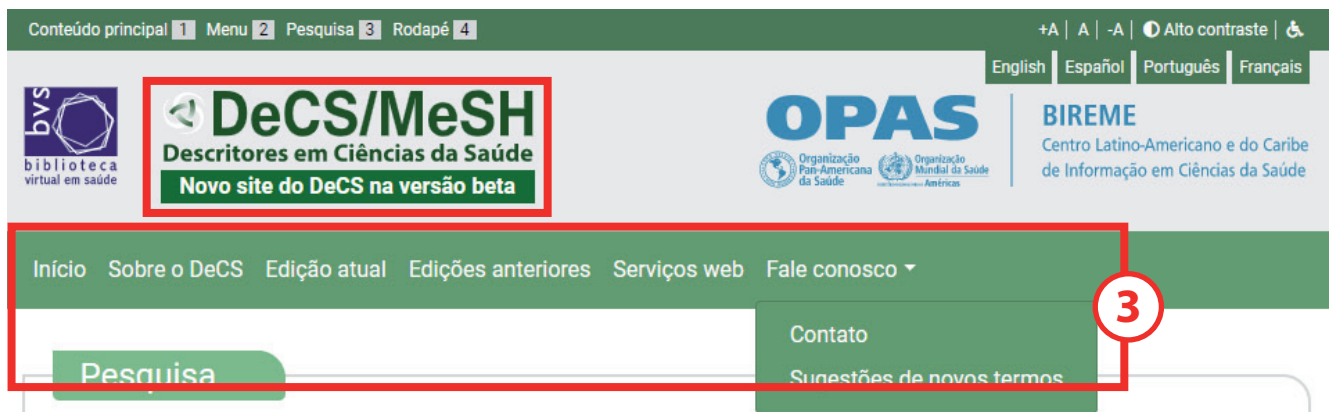 Conteúdo principal 1 Menu 2 Pesquisa 3 Rodapé 4
+A | A | -A | Alto contraste |
English Español Português Français
bvs
biblioteca
virtual em saúde
DeCS/MeSH
Descritores em Ciências da Saúde
Novo site do DeCS na versão beta
OPAS
Organização
Pan-Americana
da Saúde
Organização
Mundial da Saúde
Américas
BIREME
Centro Latino-Americano e do Caribe
de Informação em Ciências da Saúde
Início Sobre o DeCS Edição atual Edições anteriores Serviços web Fale conosco
3
Contato
Sugestões de novos termos
Pesquisa